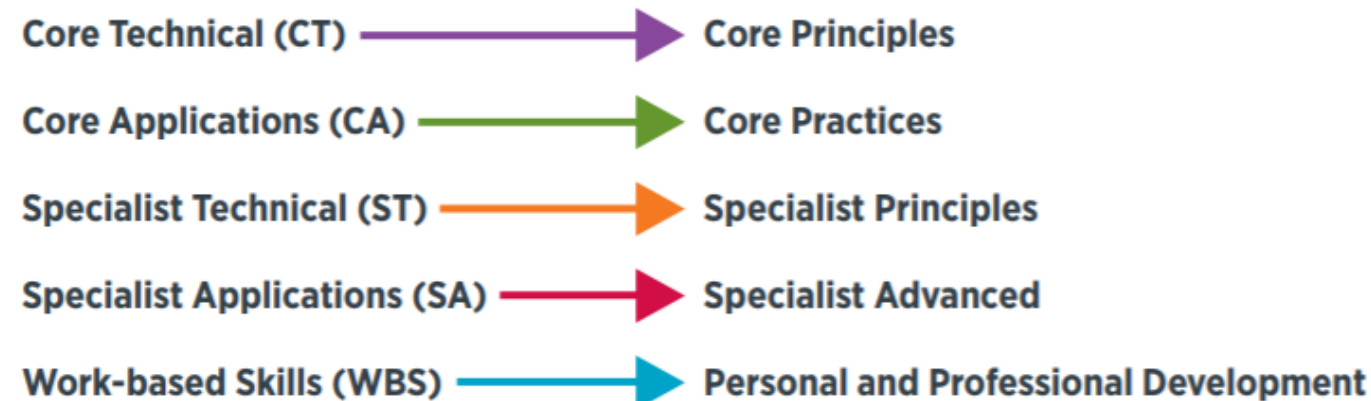 Core Technical (CT) Core Principles
Core Applications (CA) Core Practices
Specialist Technical (ST) Specialist Principles
Specialist Applications (SA) Specialist Advanced
Work-based Skills (WBS) Personal and Professional Development